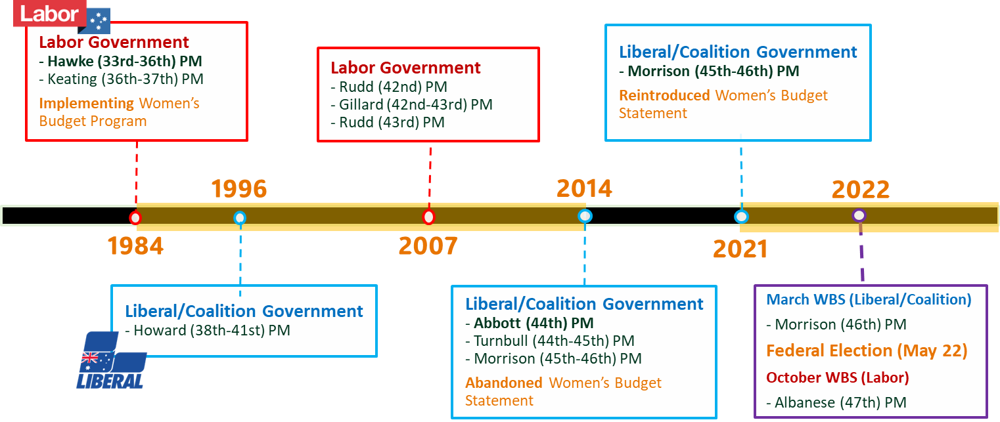 Labor
Labor Government
- Hawke (33rd-36th) PM
- Keating (36th-37th) PM
Implementing Women's
Budget Program
Labor Government
- Rudd (42nd) PM
- Gillard (42nd-43rd) PM
- Rudd (43rd) PM
Liberal/Coalition Government
- Morrison (45th-46th) PM
Reintroduced Women's Budget
Statement
1996
2014
2022
1984
2007
2021
Liberal/Coalition Government
- Howard (38th-41st) PM
LIBERAL
Liberal/Coalition Government
- Abbott (44th) PM
- Turnbull (44th-45th) PM
- Morrison (45th-46th) PM
Abandoned Women's Budget
Statement
March WBS (Liberal/Coalition)
- Morrison (46th) PM
Federal Election (May 22)
October WBS (Labor)
- Albanese (47th) PM